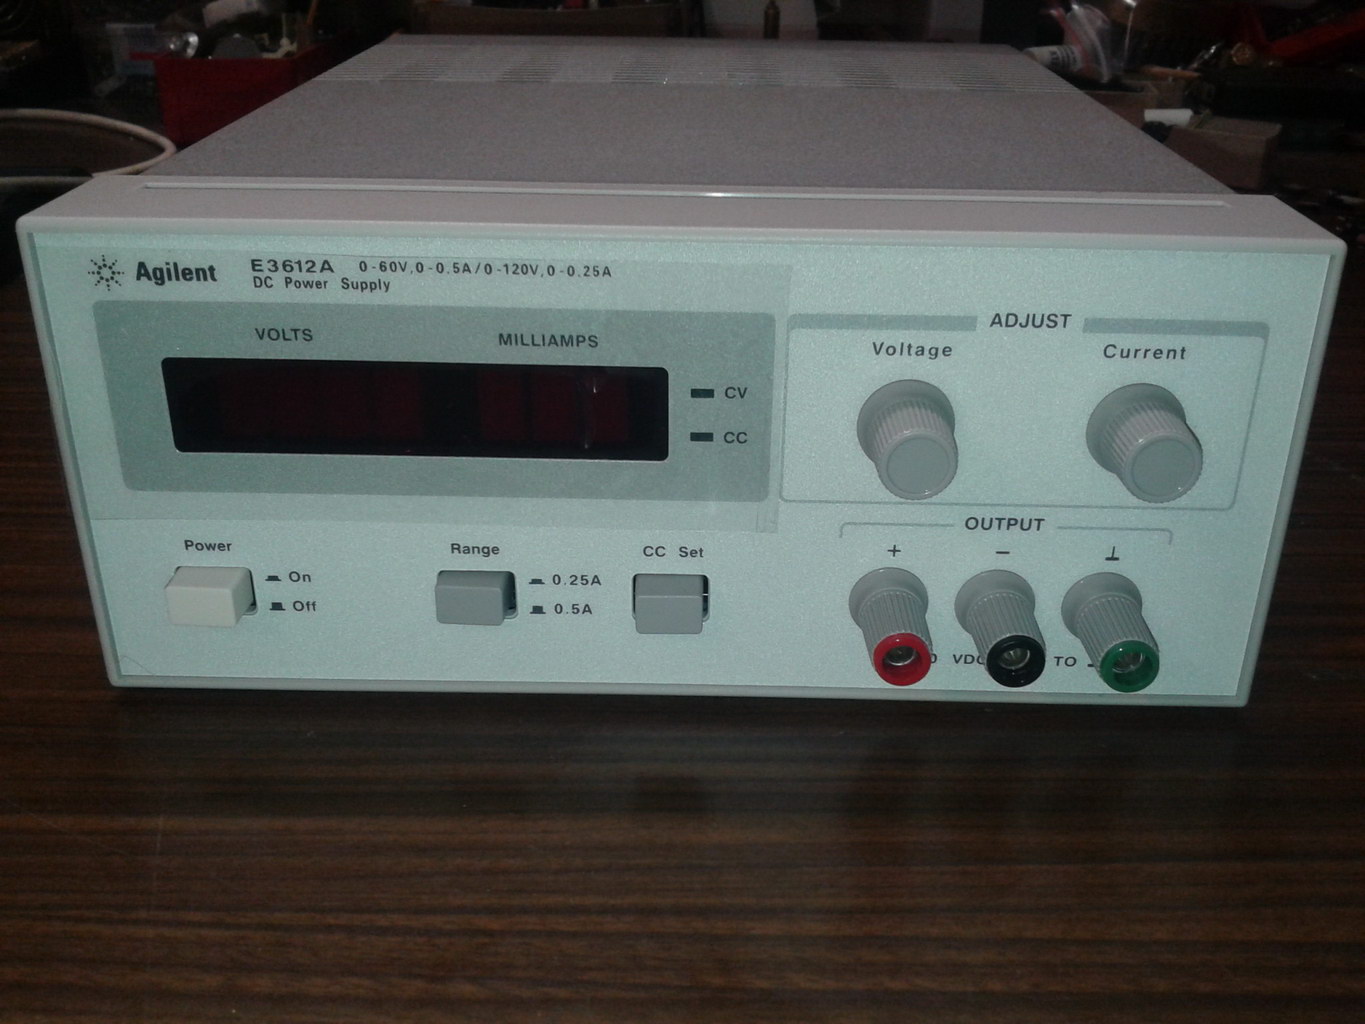 Agilent E3612A 0-60V,0-0.5A/0-120V,0-0.25A
DC Power Supply
VOLTS MILLIAMPS
CV
CC
ADJUST
Voltage Current
Power
On
Off
Range
0.25A
0.5A
CC Set
OUTPUT
+ − ⊥
VDC TO